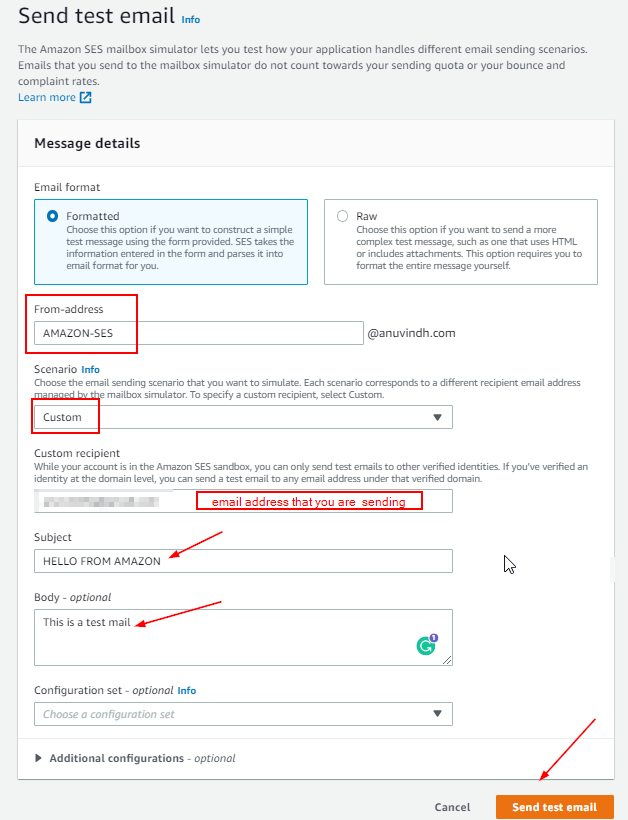 Send test email Info
The Amazon SES mailbox simulator lets you test how your application handles different email sending scenarios.
Emails that you send to the mailbox simulator do not count towards your sending quota or your bounce and
complaint rates.
Learn more
Message details
Email format
Formatted
Choose this option if you want to construct a simple
test message using the form provided. SES takes the
information entered in the form and parses it into
email format for you.
Raw
Choose this option if you want to send a more
complex test message, such as one that uses HTML
or includes attachments. This option requires you to
format the entire message yourself.
From-address
AMAZON-SES @anuvindh.com
Scenario Info
Choose the email sending scenario that you want to simulate. Each scenario corresponds to a different recipient email address
managed by the mailbox simulator. To specify a custom recipient, select Custom.
Custom
Custom recipient
While your account is in the Amazon SES sandbox, you can only send test emails to other verified identities. If you've verified an
identity at the domain level, you can send a test email to any email address under that verified domain.
email address that you are sending
Subject
HELLO FROM AMAZON
Body - optional
This is a test mail
1
Configuration set - optional Info
Choose a configuration set
Additional configurations - optional
Cancel Send test email